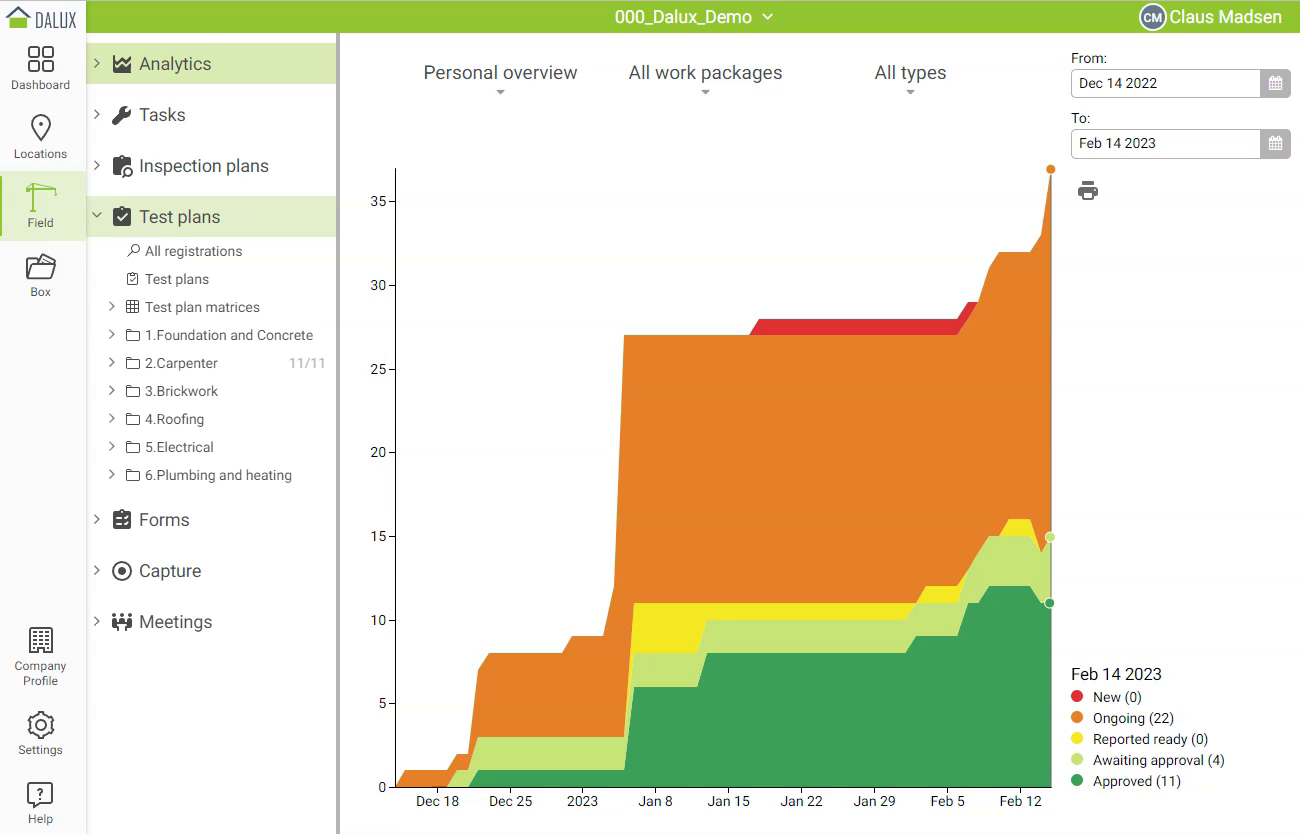 DALUX
000_Dalux_Demo
CM Claus Madsen
Dashboard
Locations
Field
Box
Company
Profile
Settings
Help
Analytics
Tasks
Inspection plans
Test plans
All registrations
Test plans
Test plan matrices
1.Foundation and Concrete
2.Carpenter 11/11
3.Brickwork
4.Roofing
5.Electrical
6.Plumbing and heating
Forms
Capture
Meetings
Personal overview
All work packages
All types
From:
Dec 14 2022
To:
Feb 14 2023
35
30
25
20
15
10
5
0
Dec 18
Dec 25
2023
Jan 8
Jan 15
Jan 22
Jan 29
Feb 5
Feb 12
Feb 14 2023
New (0)
Ongoing (22)
Reported ready (0)
Awaiting approval (4)
Approved (11)